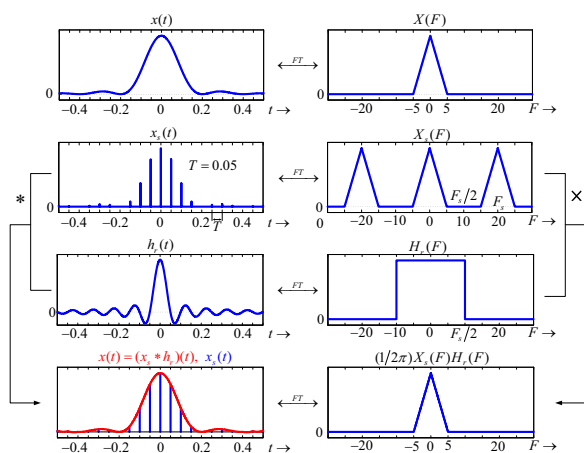 x(t) X(F)
0 FT 0
−0.4 −0.2 0 0.2 0.4 t → −20 −5 0 5 20 F →
x_s(t) X_s(F)
T = 0.05 FT F_s/2 F_s
* ×
0 T 0
−0.4 −0.2 0 0.2 0.4 t → 0 −20 −10 0 10 20 F →
h_r(t) H_r(F)
0 FT 0
−0.4 −0.2 0 0.2 0.4 t → −20 −10 0 F_s/2 10 20 F →
x(t) = (x_s * h_r)(t), x_s(t) (1/2π)X_s(F)H_r(F)
FT
0 0
−0.4 −0.2 0 0.2 0.4 t → −20 −5 0 5 20 F →